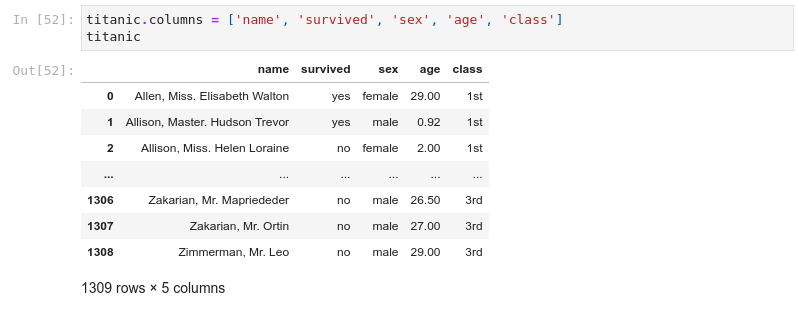 In [52]: titanic.columns = ['name', 'survived', 'sex', 'age', 'class']
titanic
Out[52]:
name survived sex age class
0 Allen, Miss. Elisabeth Walton yes female 29.00 1st
1 Allison, Master. Hudson Trevor yes male 0.92 1st
2 Allison, Miss. Helen Loraine no female 2.00 1st
... ... ... ... ... ...
1306 Zakarian, Mr. Mapriededer no male 26.50 3rd
1307 Zakarian, Mr. Ortin no male 27.00 3rd
1308 Zimmerman, Mr. Leo no male 29.00 3rd
1309 rows × 5 columns